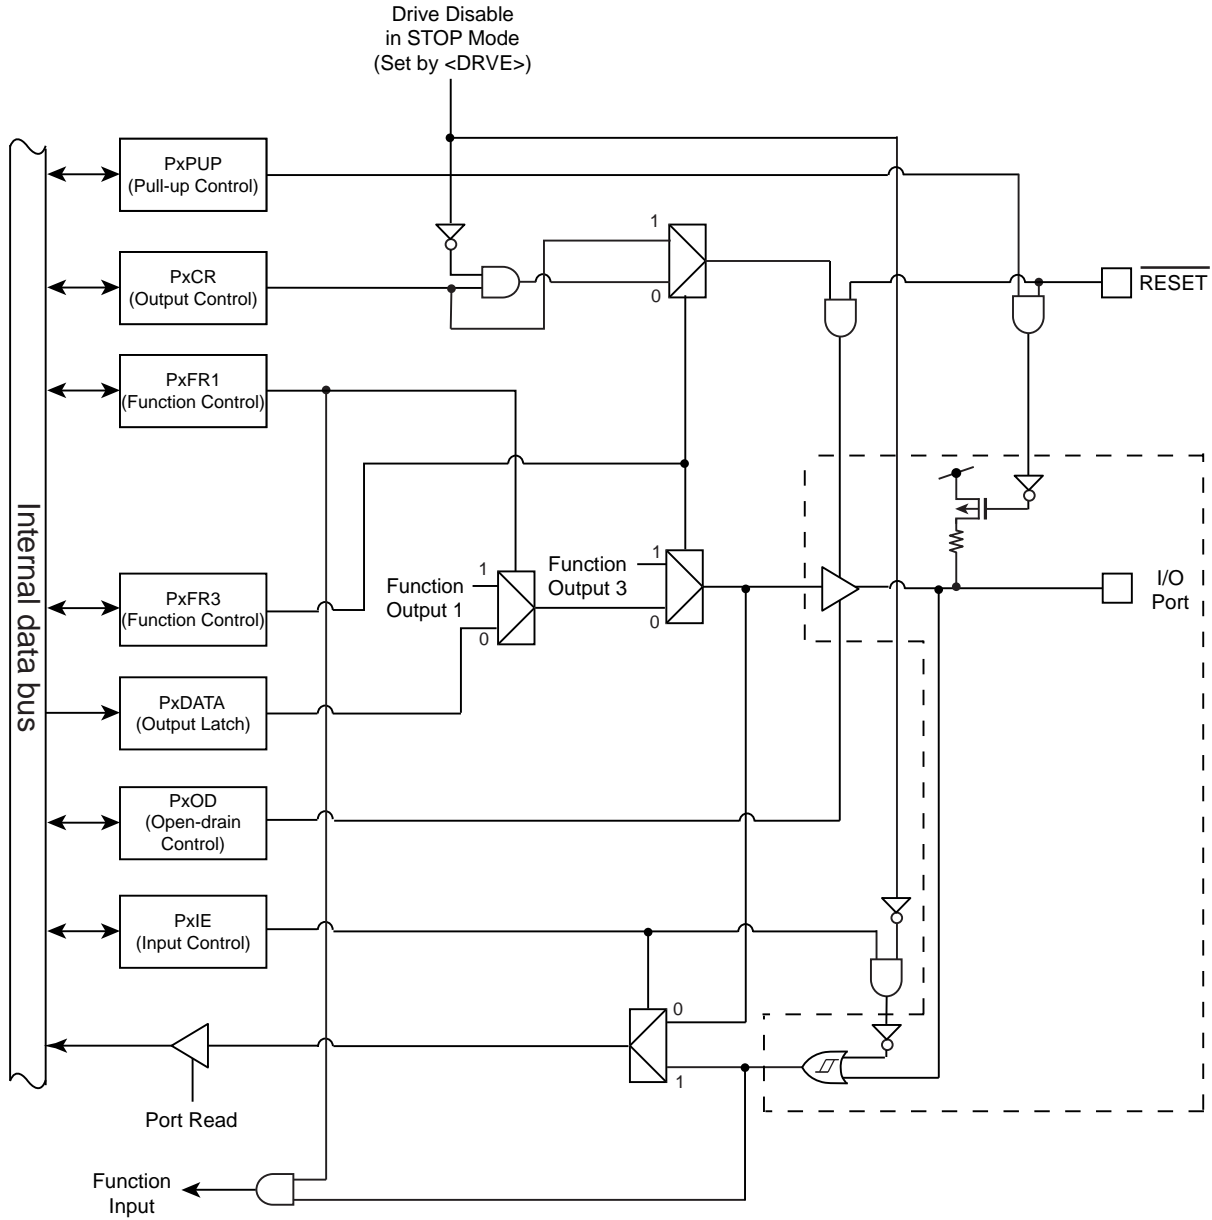 Drive Disable
in STOP Mode
(Set by <DRVE>)
PxPUP
(Pull-up Control)
1
PxCR
(Output Control)
0
RESET
PxFR1
(Function Control)
Internal data bus
1
Function
Output 3
1
Function
Output 1
I/O
Port
PxFR3
(Function Control)
0
0
PxDATA
(Output Latch)
PxOD
(Open-drain
Control)
PxIE
(Input Control)
0
1
Port Read
Function
Input